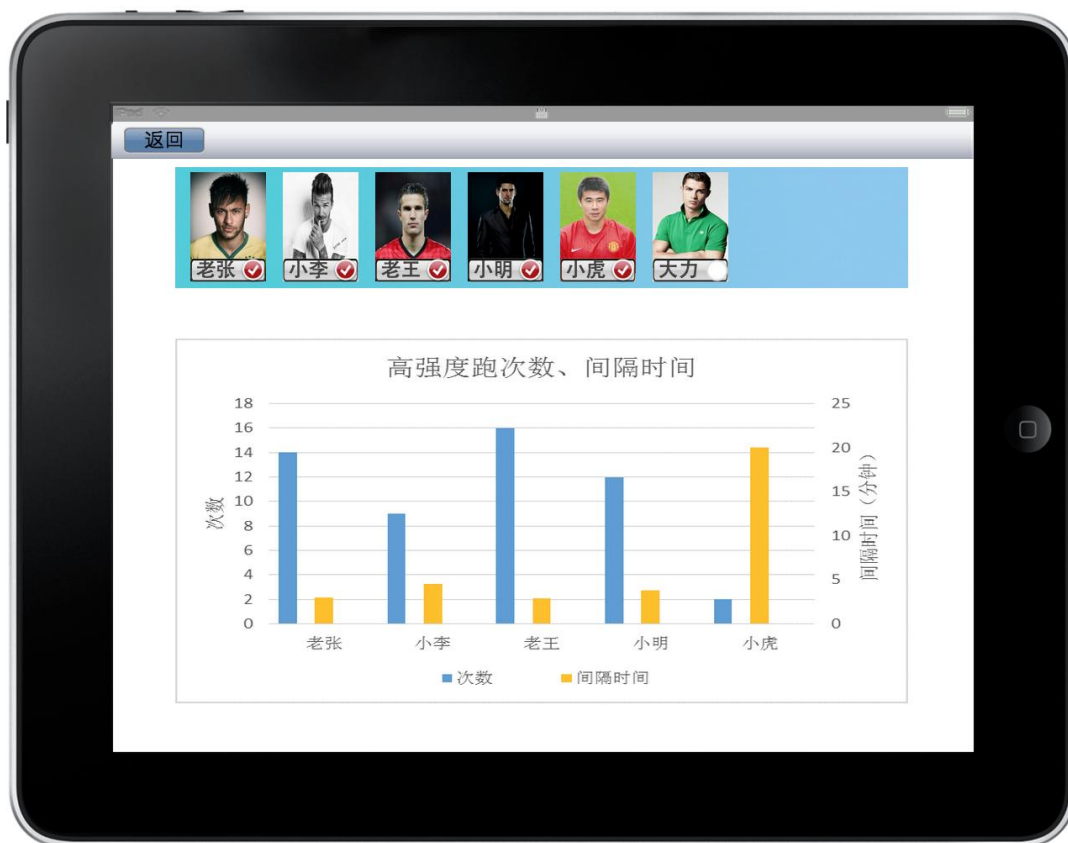 iPad
返回
老张 小李 老王 小明 小虎 大力
高强度跑次数、间隔时间
18 25
16
14 20
12 15
10
8 10
6
4 5
2
0 0
次数
间隔时间（分钟）
老张 小李 老王 小明 小虎
次数 间隔时间